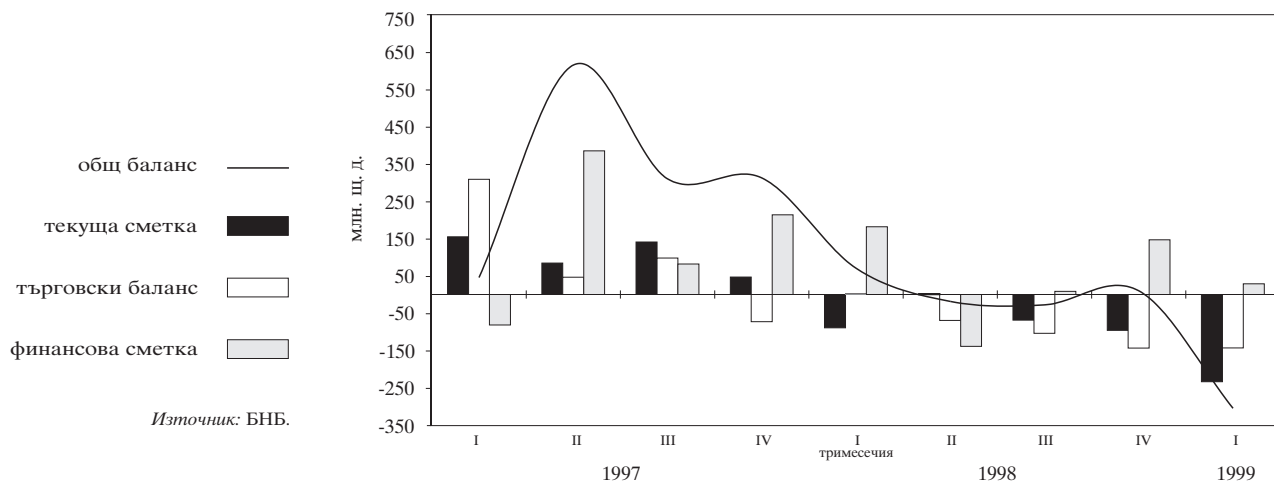 общ баланс
текуща сметка
търговски баланс
финансова сметка
Източник: БНБ.
млн. щ. д.
750
650
550
450
350
250
150
50
-50
-150
-250
-350
I II III IV I II III IV I
тримесечия
1997 1998 1999